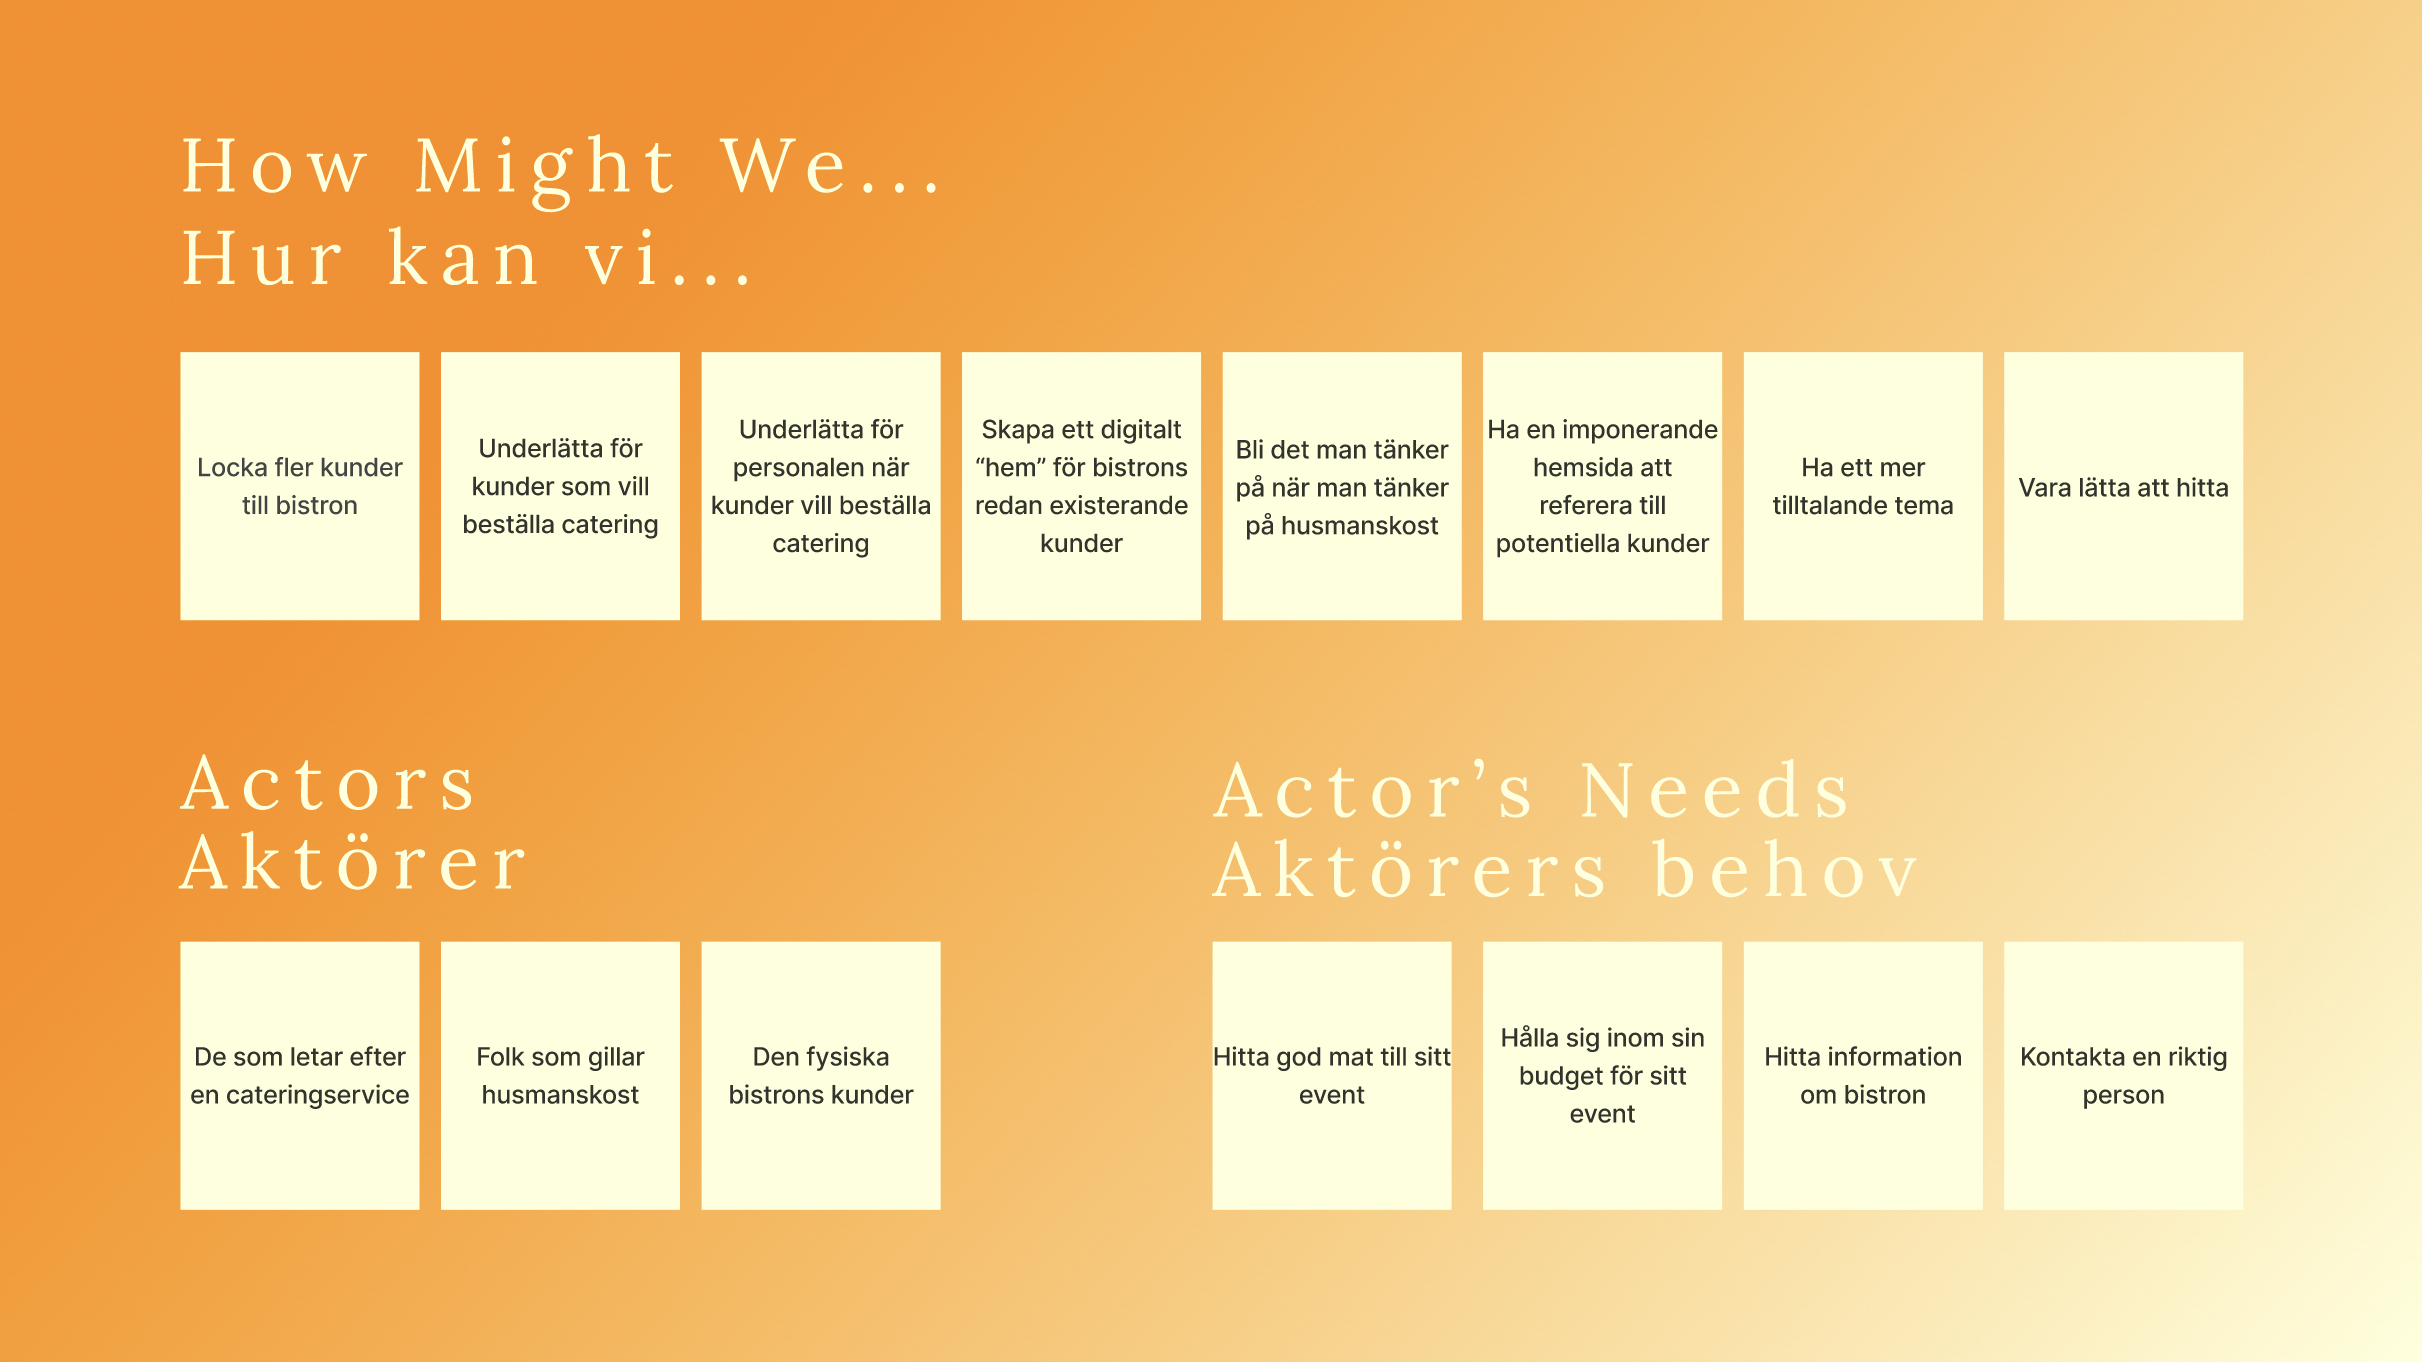 How Might We...
Hur kan vi...
Locka fler kunder
till bistron
Underlätta för
kunder som vill
beställa catering
Underlätta för
personalen när
kunder vill beställa
catering
Skapa ett digitalt
“hem” för bistrons
redan existerande
kunder
Bli det man tänker
på när man tänker
på husmanskost
Ha en imponerande
hemsida att
referera till
potentiella kunder
Ha ett mer
tilltalande tema
Vara lätta att hitta
Actors
Aktörer
De som letar efter
en cateringservice
Folk som gillar
husmanskost
Den fysiska
bistrons kunder
Actor’s Needs
Aktörers behov
Hitta god mat till sitt
event
Hålla sig inom sin
budget för sitt
event
Hitta information
om bistron
Kontakta en riktig
person